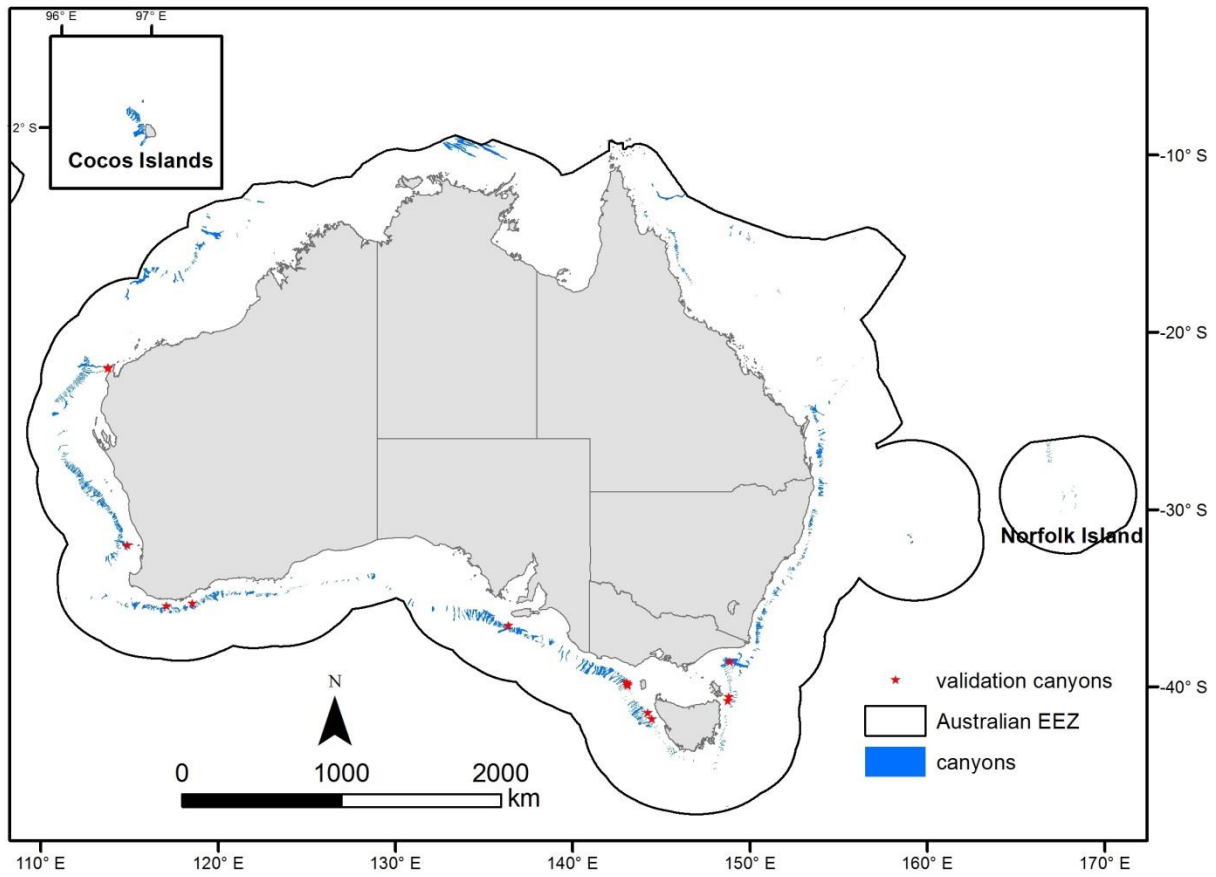 96° E 97° E
2° S
Cocos Islands
-10° S
-20° S
-30° S
Norfolk Island
-40° S
N
validation canyons
Australian EEZ
canyons
0 1000 2000
km
110° E 120° E 130° E 140° E 150° E 160° E 170° E